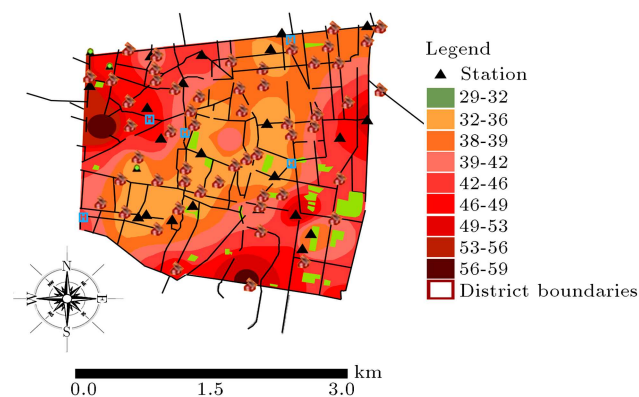 Legend
Station
29-32
32-36
38-39
39-42
42-46
46-49
49-53
53-56
56-59
District boundaries
H
H
H
H
H
N
W
E
S
km
0.0 1.5 3.0